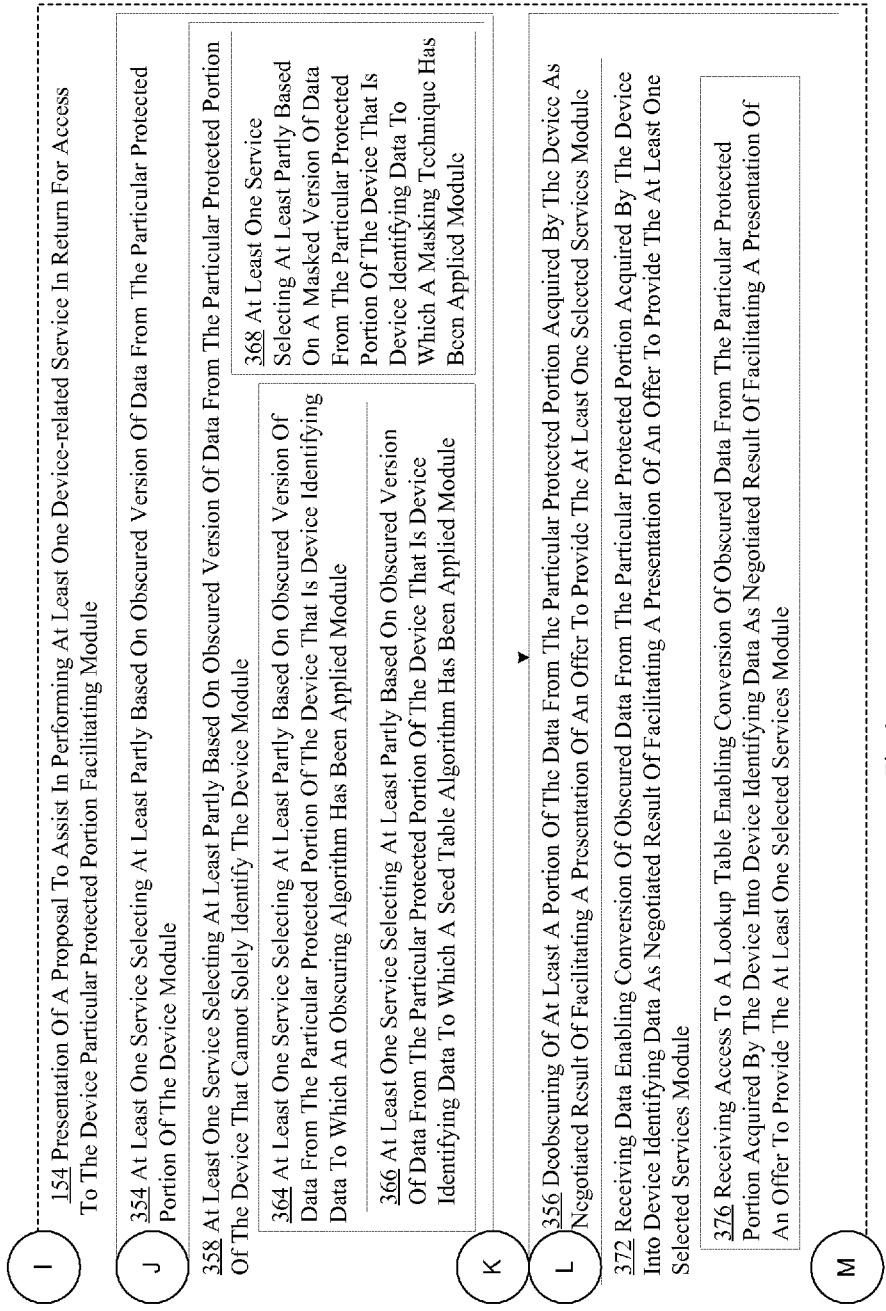 I
154 Presentation Of A Proposal To Assist In Performing At Least One Device-related Service In Return For Access
To The Device Particular Protected Portion Facilitating Module
J
354 At Least One Service Selecting At Least Partly Based On Obscured Version Of Data From The Particular Protected
Portion Of The Device Module
358 At Least One Service Selecting At Least Partly Based On Obscured Version Of Data From The Particular Protected Portion
Of The Device That Cannot Solely Identify The Device Module
364 At Least One Service Selecting At Least Partly Based On Obscured Version Of
Data From The Particular Protected Portion Of The Device That Is Device Identifying
Data To Which An Obscuring Algorithm Has Been Applied Module
366 At Least One Service Selecting At Least Partly Based On Obscured Version
Of Data From The Particular Protected Portion Of The Device That Is Device
Identifying Data To Which A Seed Table Algorithm Has Been Applied Module
368 At Least One Service
Selecting At Least Partly Based
On A Masked Version Of Data
From The Particular Protected
Portion Of The Device That Is
Device Identifying Data To
Which A Masking Technique Has
Been Applied Module
K
L
356 Deobscuring Of At Least A Portion Of The Data From The Particular Protected Portion Acquired By The Device As
Negotiated Result Of Facilitating A Presentation Of An Offer To Provide The At Least One Selected Services Module
372 Receiving Data Enabling Conversion Of Obscured Data From The Particular Protected Portion Acquired By The Device
Into Device Identifying Data As Negotiated Result Of Facilitating A Presentation Of An Offer To Provide The At Least One
Selected Services Module
376 Receiving Access To A Lookup Table Enabling Conversion Of Obscured Data From The Particular Protected
Portion Acquired By The Device Into Device Identifying Data As Negotiated Result Of Facilitating A Presentation Of
An Offer To Provide The At Least One Selected Services Module
M